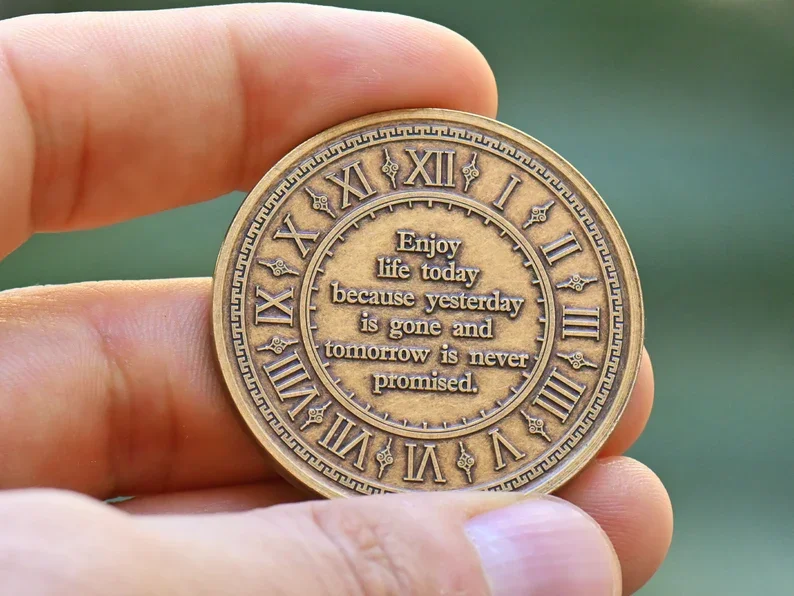 XII
I
II
III
IIII
V
VI
VII
VIII
IX
X
XI
Enjoy
life today
because yesterday
is gone and
tomorrow is never
promised.